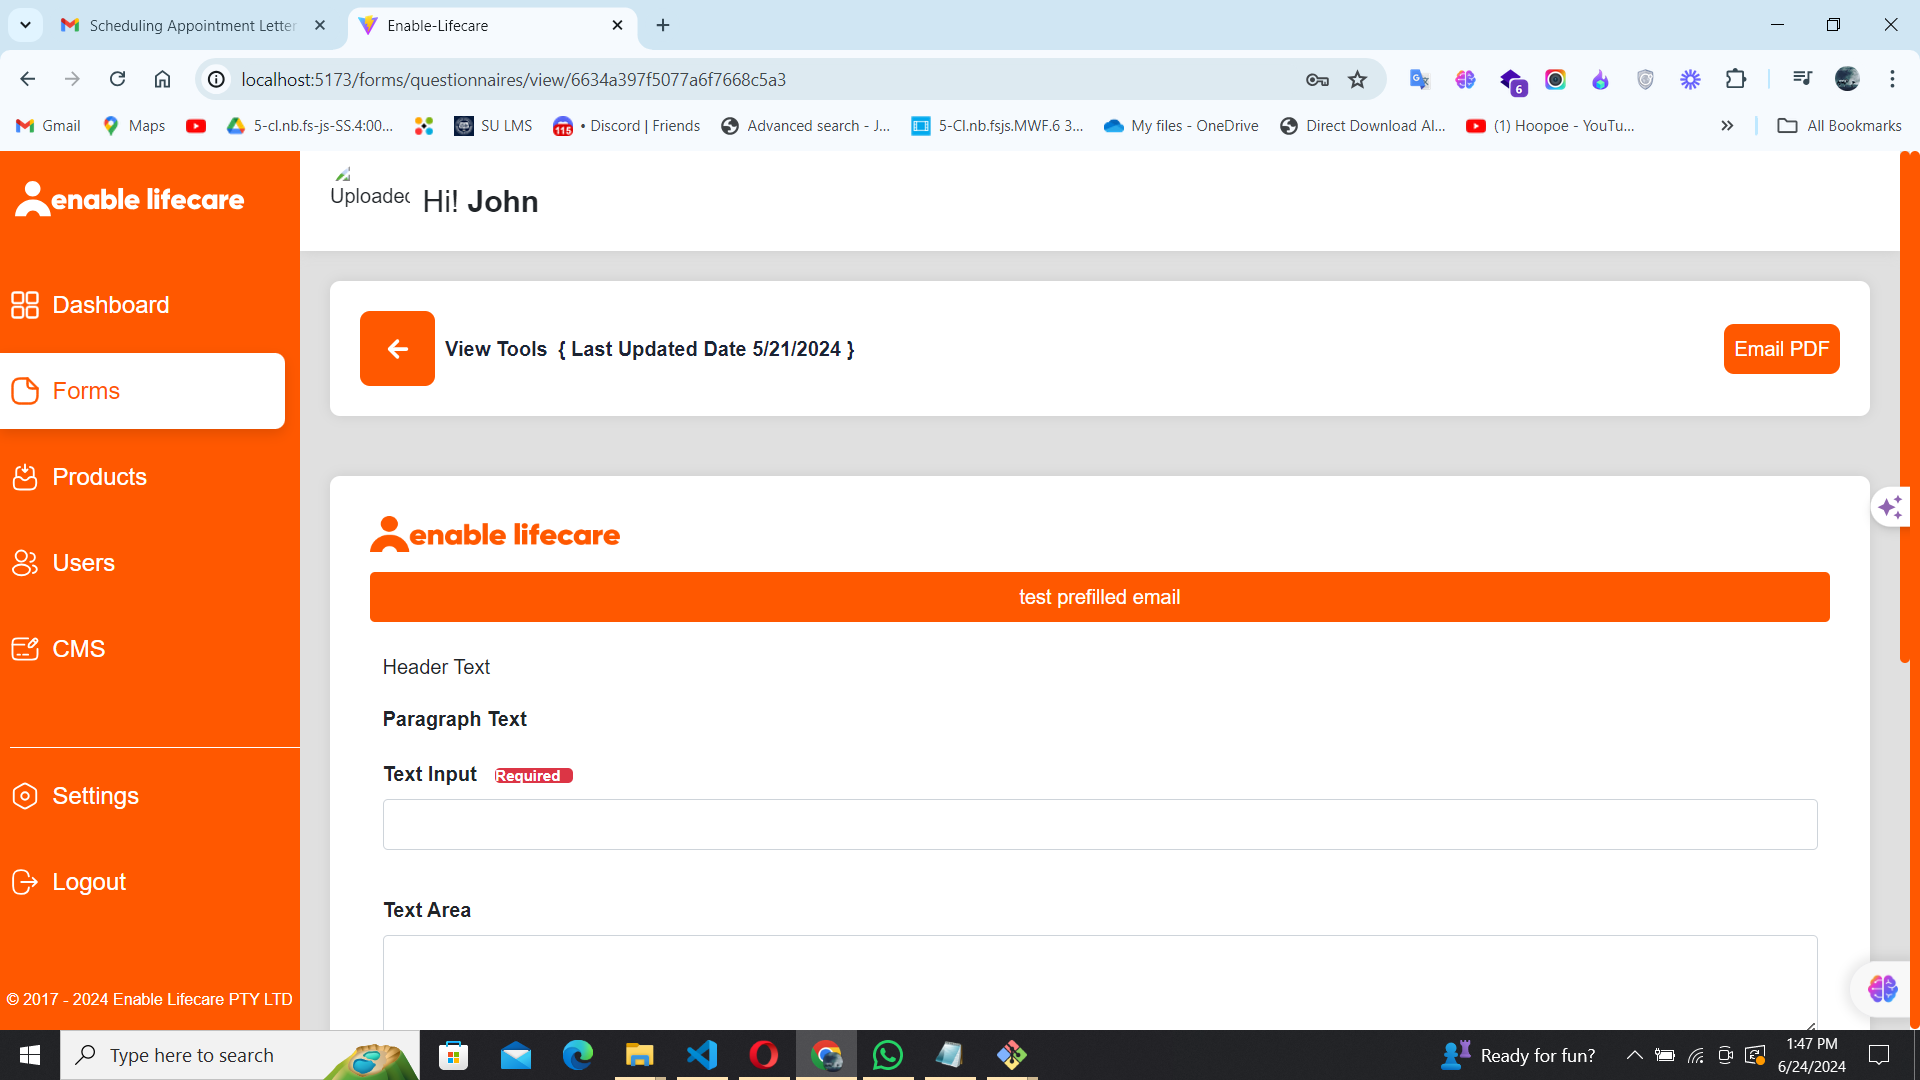 Scheduling Appointment Letter
Enable-Lifecare
localhost:5173/forms/questionnaires/view/6634a397f5077a6f7668c5a3
6
Gmail
Maps
5-cl.nb.fs-js-SS.4:00...
SU LMS
115
• Discord | Friends
Advanced search - J...
5-Cl.nb.fsjs.MWF.6 3...
My files - OneDrive
Direct Download Al...
(1) Hoopoe - YouTu...
All Bookmarks
enable lifecare
Uploaded
Hi! John
Dashboard
Forms
Products
Users
CMS
Settings
Logout
© 2017 - 2024 Enable Lifecare PTY LTD
View Tools { Last Updated Date 5/21/2024 }
Email PDF
enable lifecare
test prefilled email
Header Text
Paragraph Text
Text Input Required
Text Area
Type here to search
Ready for fun?
1:47 PM
6/24/2024